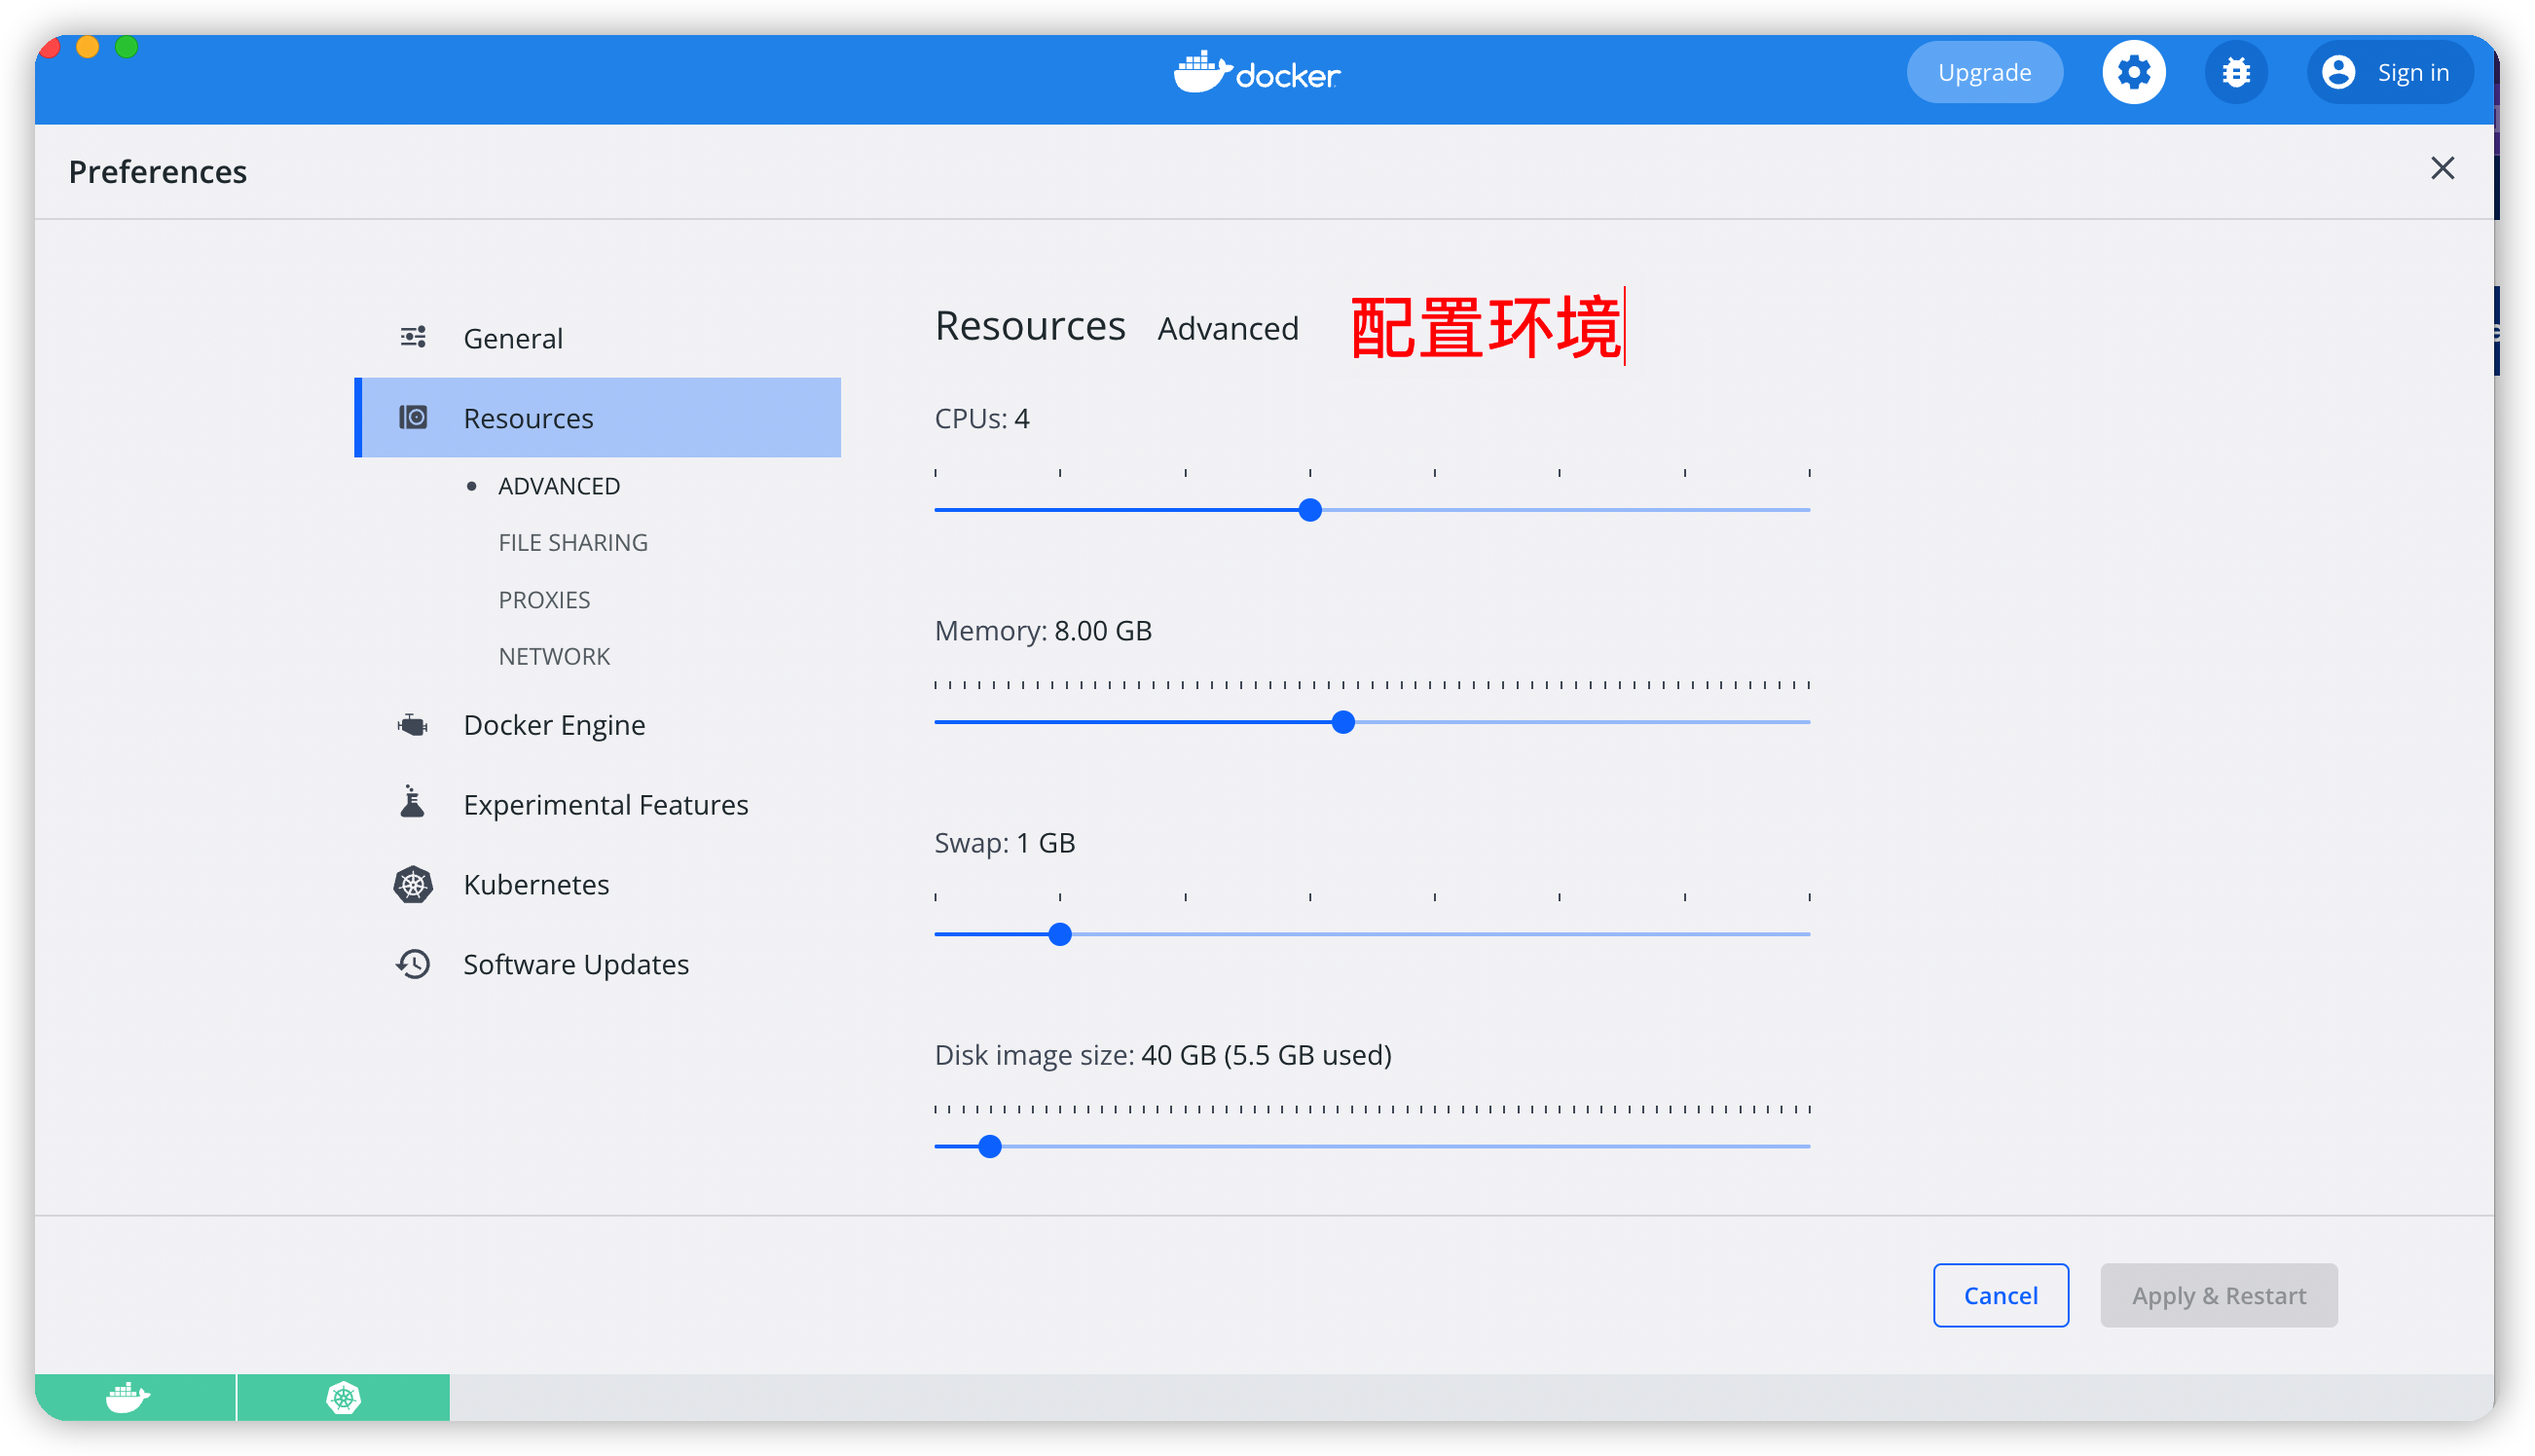 docker
Upgrade
Sign in
Preferences
General
Resources
ADVANCED
FILE SHARING
PROXIES
NETWORK
Docker Engine
Experimental Features
Kubernetes
Software Updates
Resources Advanced 配置环境
CPUs: 4
Memory: 8.00 GB
Swap: 1 GB
Disk image size: 40 GB (5.5 GB used)
Cancel
Apply & Restart